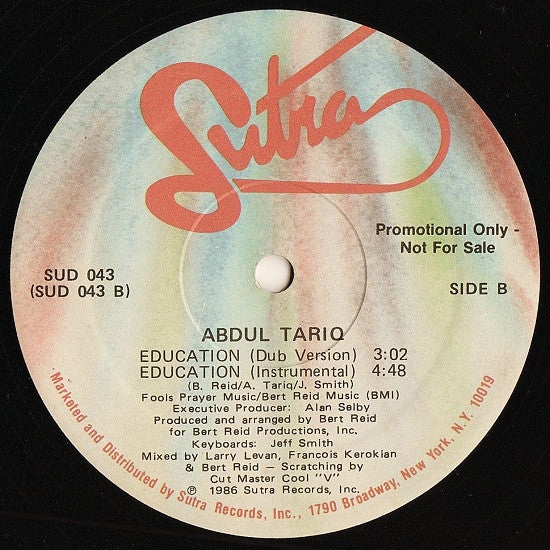 Sutra
Promotional Only -
Not For Sale
SUD 043
(SUD 043 B)
SIDE B
ABDUL TARIQ
EDUCATION (Dub Version) 3:02
EDUCATION (Instrumental) 4:48
(B. Reid/A. Tariq/J. Smith)
Fools Prayer Music/Bert Reid Music (BMI)
Executive Producer: Alan Selby
Produced and arranged by Bert Reid
for Bert Reid Productions, Inc.
Keyboards: Jeff Smith
Mixed by Larry Levan, Francois Kerokian
& Bert Reid — Scratching by
Cut Master Cool "V"
℗ 1986 Sutra Records, Inc.
Marketed and Distributed by Sutra Records, Inc., 1790 Broadway, New York, N.Y. 10019